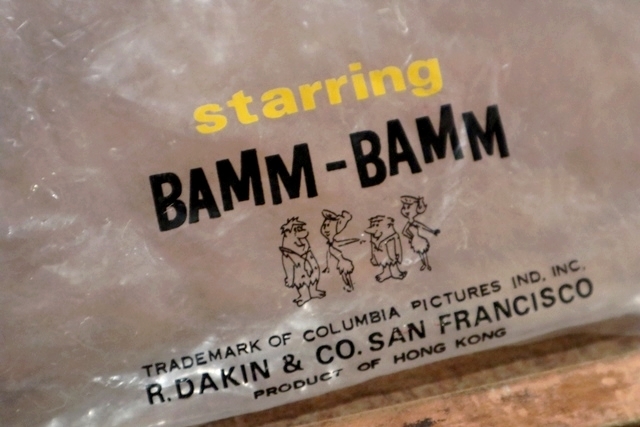 starring
BAMM-BAMM
TRADEMARK OF COLUMBIA PICTURES IND. INC.
R. DAKIN & CO. SAN FRANCISCO
PRODUCT OF HONG KONG